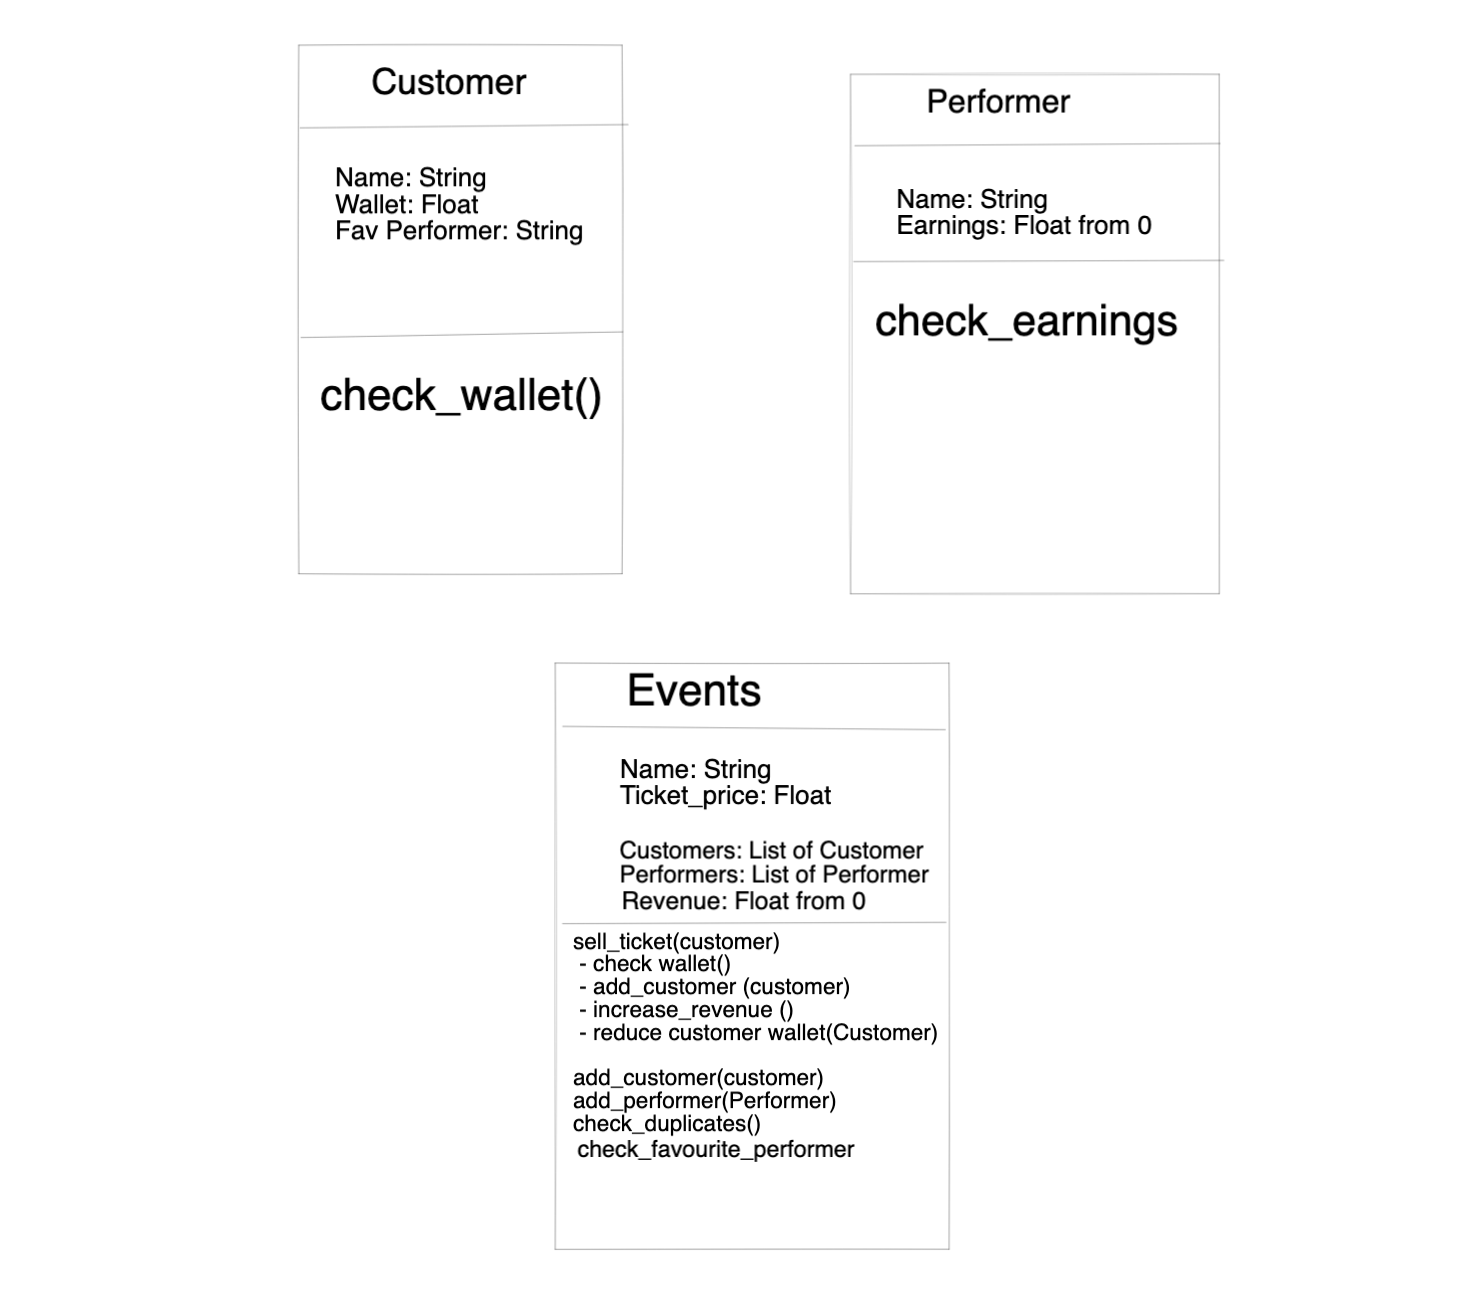 Customer
Name: String
Wallet: Float
Fav Performer: String
check_wallet()
Performer
Name: String
Earnings: Float from 0
check_earnings
Events
Name: String
Ticket_price: Float
Customers: List of Customer
Performers: List of Performer
Revenue: Float from 0
sell_ticket(customer)
- check wallet()
- add_customer (customer)
- increase_revenue ()
- reduce customer wallet(Customer)
add_customer(customer)
add_performer(Performer)
check_duplicates()
check_favourite_performer